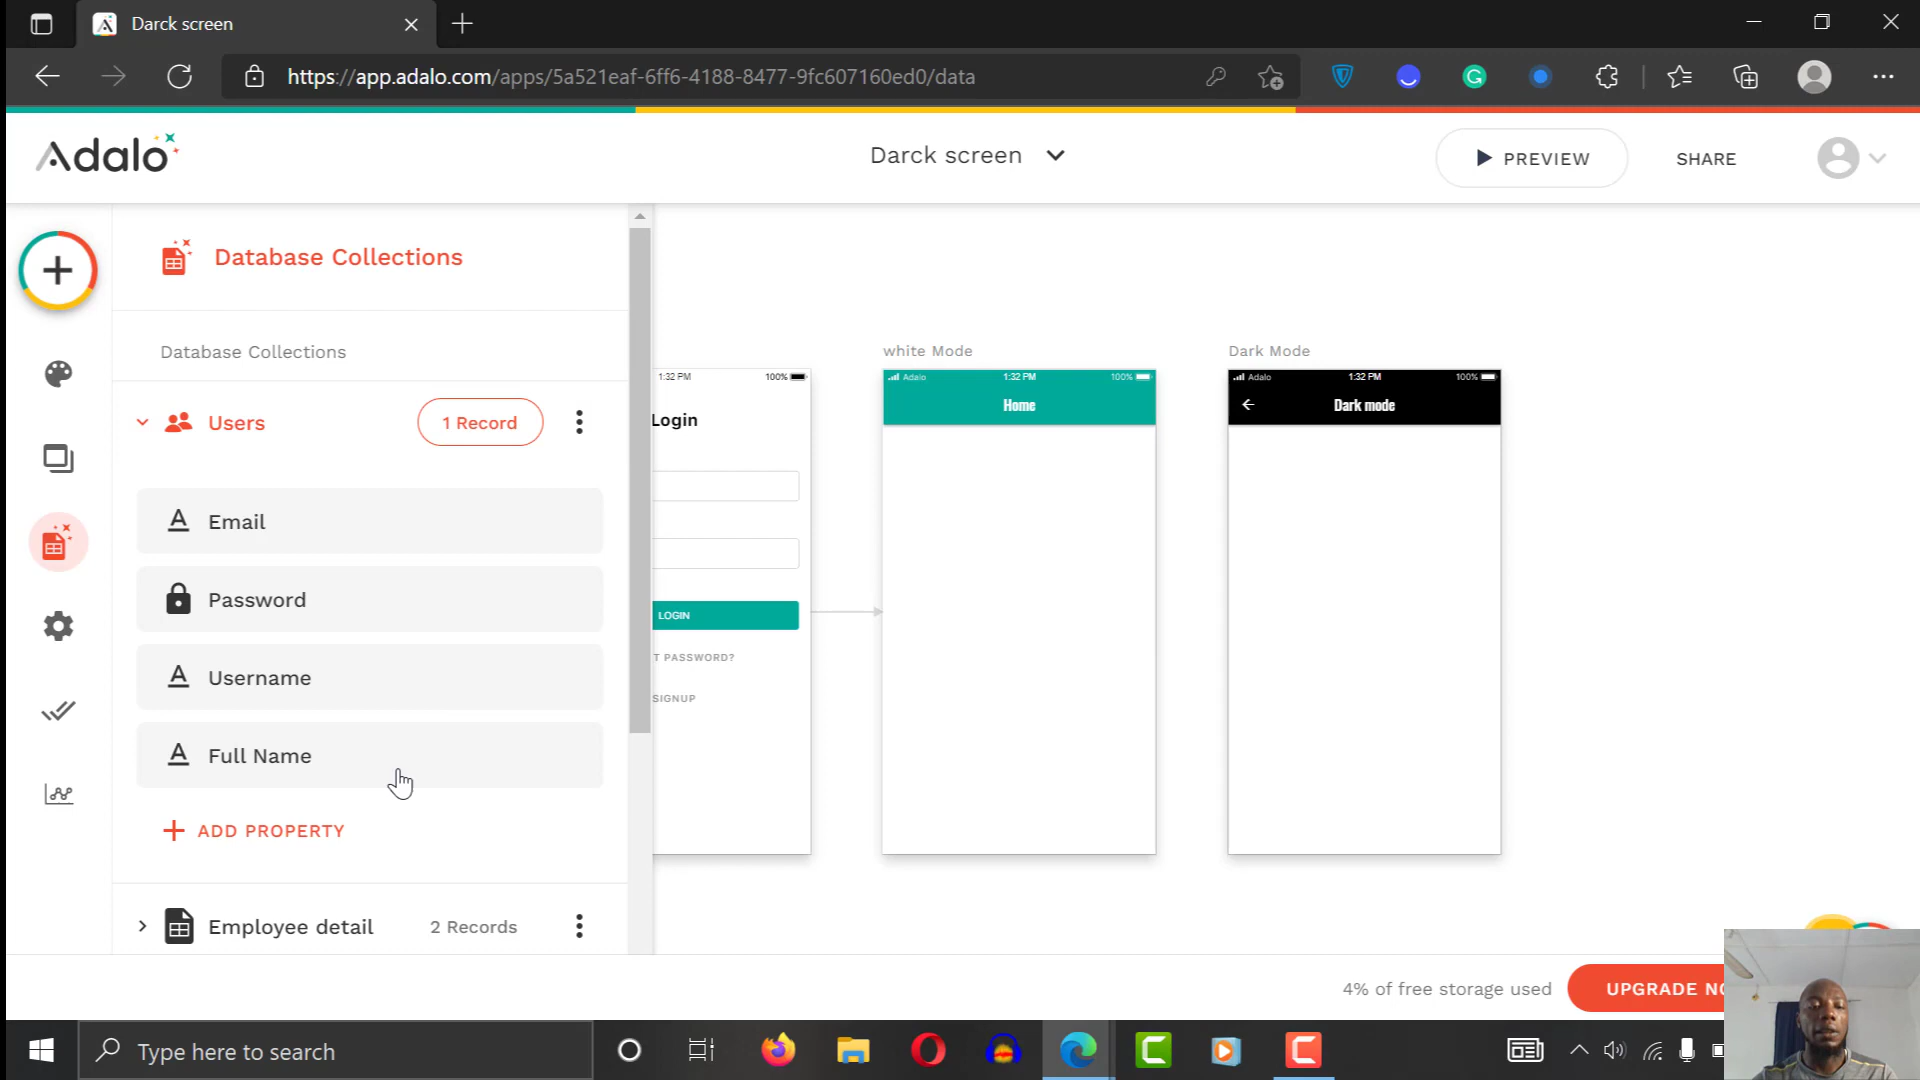 Darck screen
https://app.adalo.com/apps/5a521eaf-6ff6-4188-8477-9fc607160ed0/data
Adalo
Darck screen
PREVIEW
SHARE
Database Collections
Database Collections
Users
1 Record
Email
Password
Username
Full Name
ADD PROPERTY
Employee detail
2 Records
1:32 PM
100%
Login
LOGIN
T PASSWORD?
SIGNUP
white Mode
Adalo
1:32 PM
100%
Home
Dark Mode
Adalo
1:32 PM
100%
Dark mode
4% of free storage used
UPGRADE NO
Type here to search